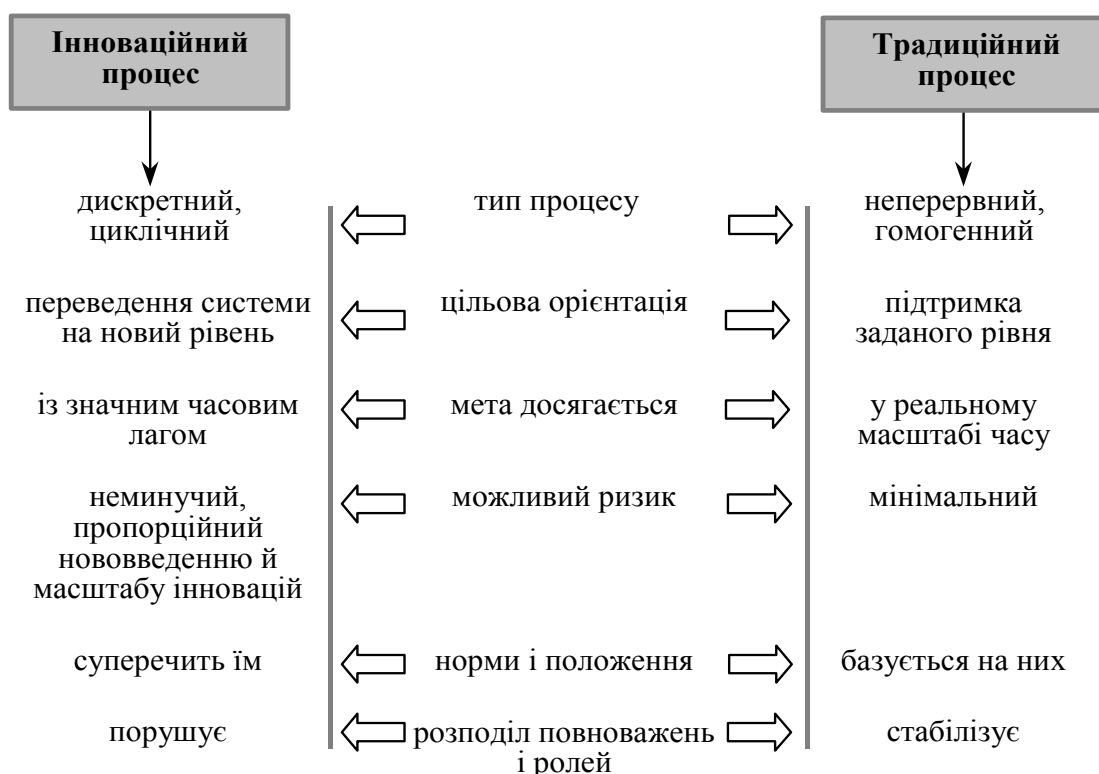 Інноваційний
процес
Традиційний
процес
дискретний,
циклічний
тип процесу
неперервний,
гомогенний
переведення системи
на новий рівень
цільова орієнтація
підтримка
заданого рівня
із значним часовим
лагом
мета досягається
у реальному
масштабі часу
неминучий,
пропорційний
нововведенню й
масштабу інновацій
можливий ризик
мінімальний
суперечить їм
норми і положення
базується на них
порушує
розподіл повноважень
і ролей
стабілізує